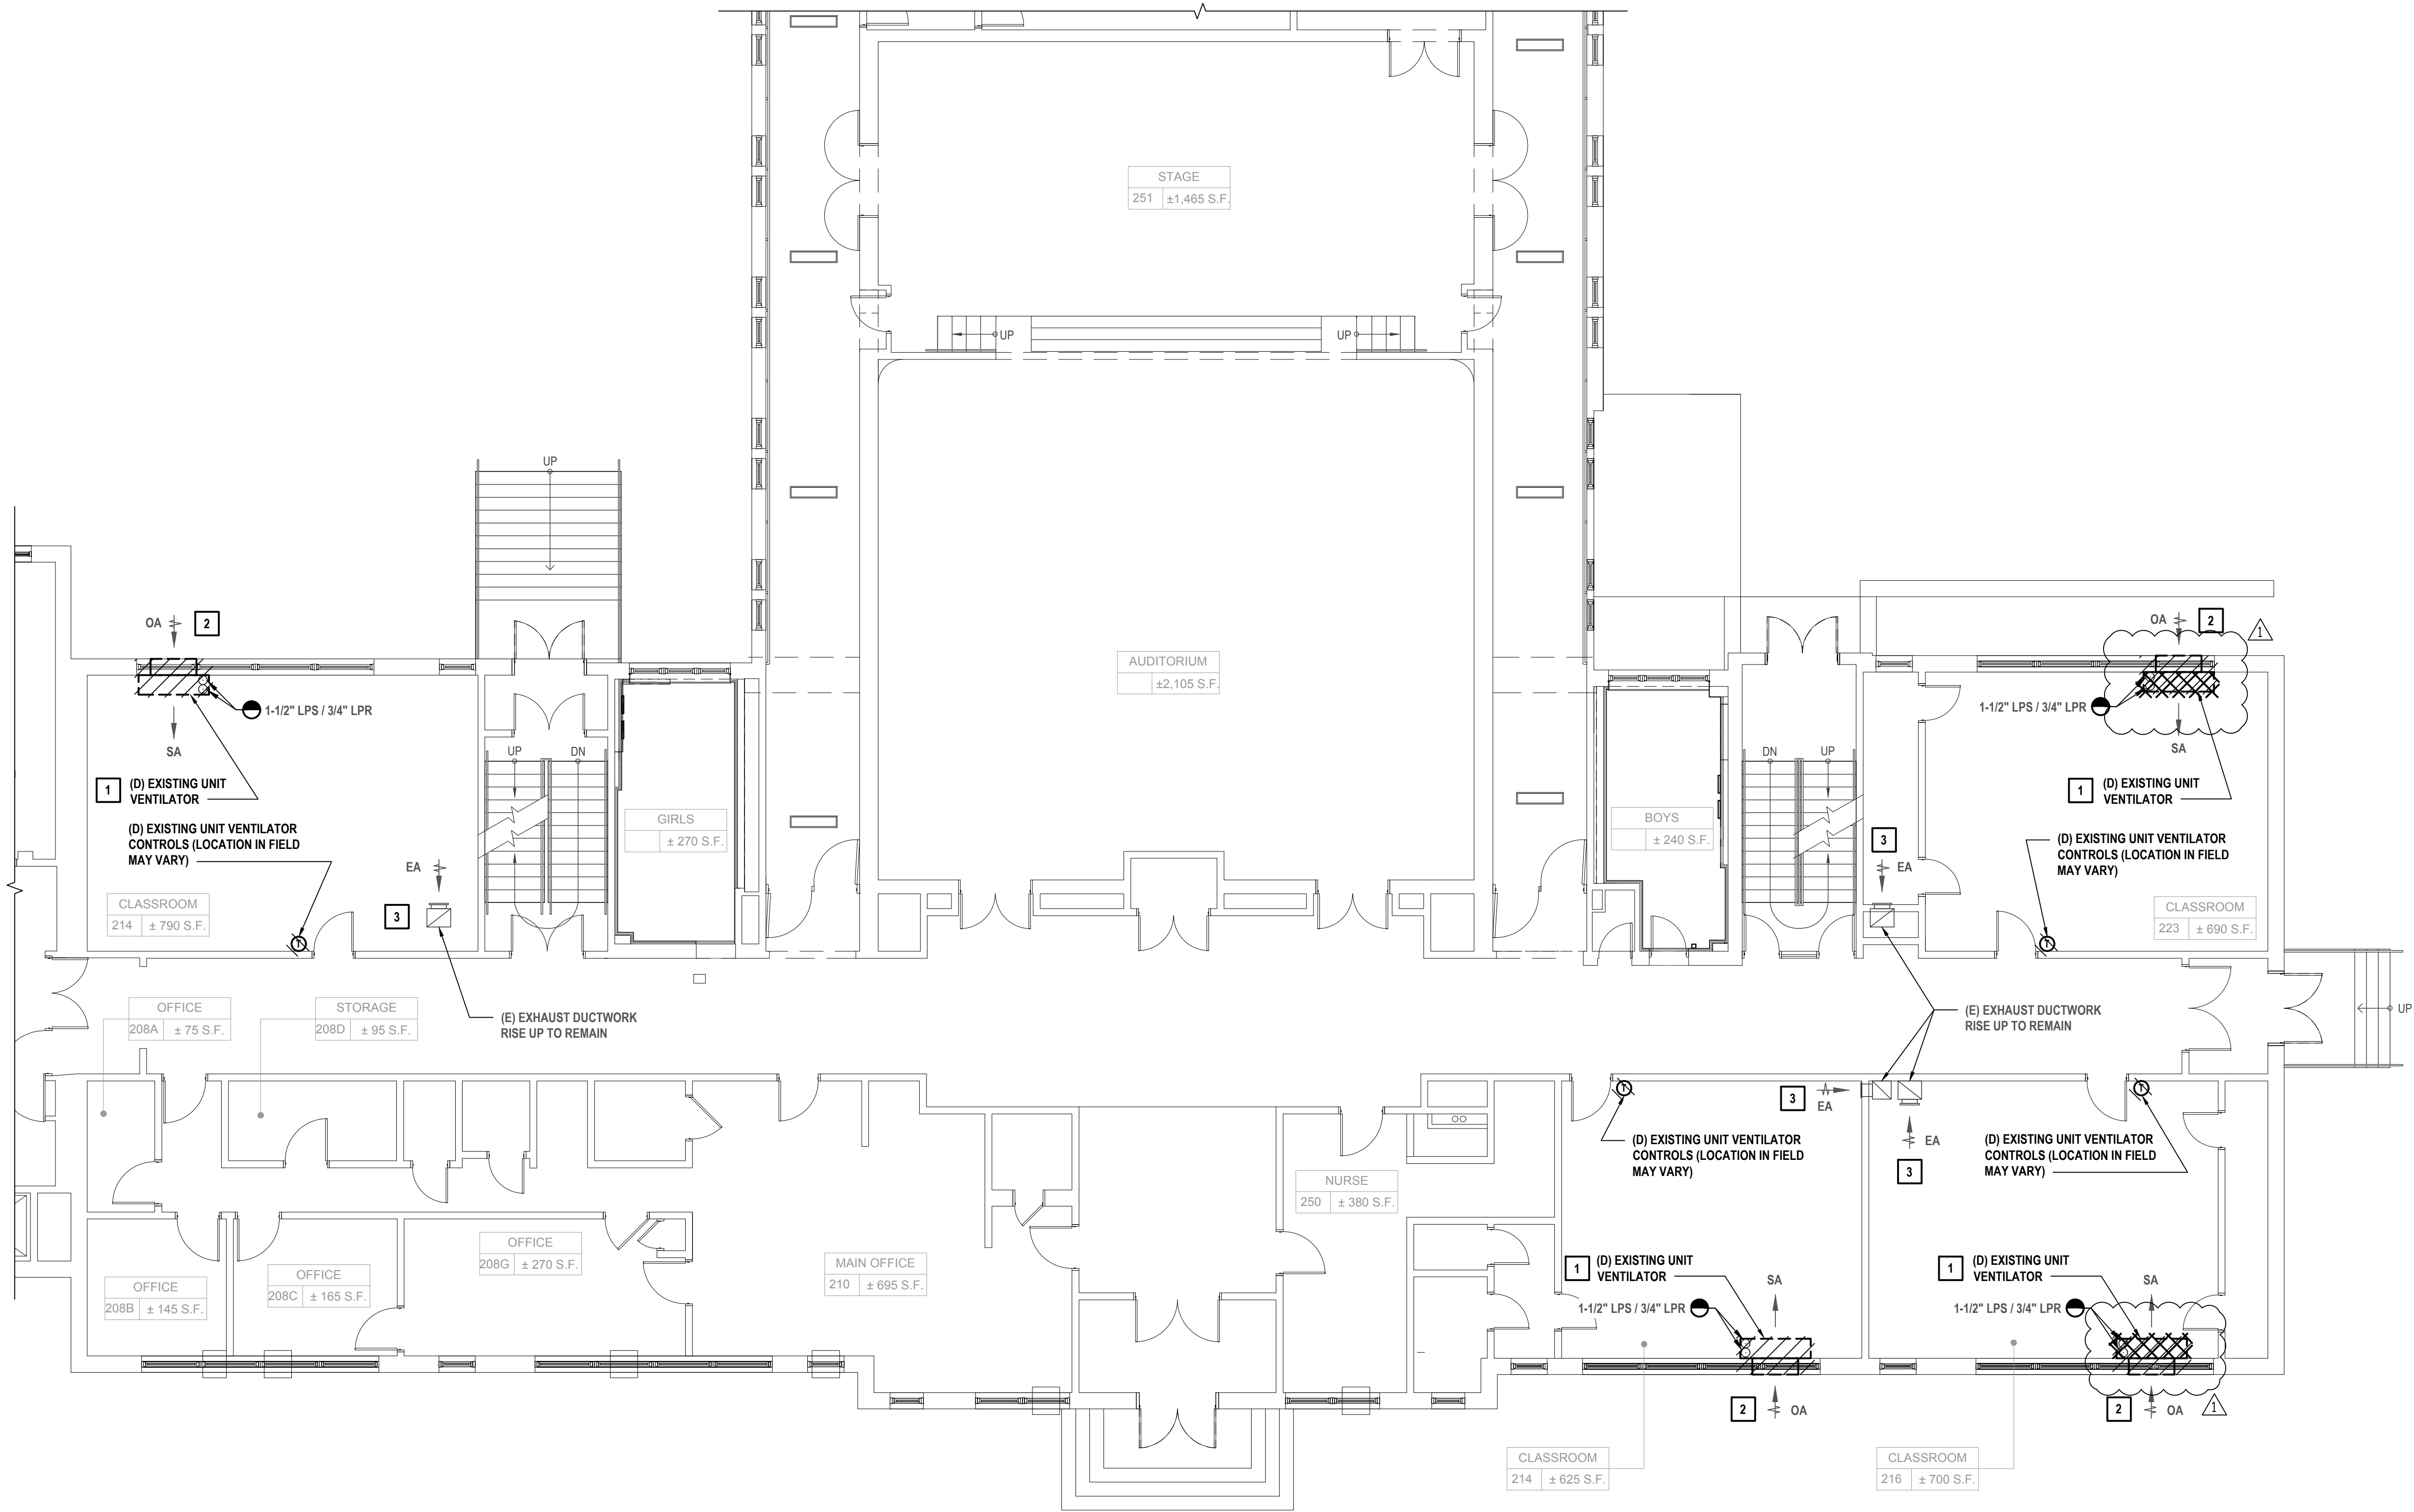 STAGE
251 ±1,465 S.F.
UP
UP
UP
AUDITORIUM
±2,105 S.F.
OA
2
1-1/2" LPS / 3/4" LPR
SA
1
(D) EXISTING UNIT
VENTILATOR
(D) EXISTING UNIT VENTILATOR
CONTROLS (LOCATION IN FIELD
MAY VARY)
CLASSROOM
214 ± 790 S.F.
T
EA
3
(E) EXHAUST DUCTWORK
RISE UP TO REMAIN
UP
DN
GIRLS
± 270 S.F.
BOYS
± 240 S.F.
DN
UP
OA
2
1
1-1/2" LPS / 3/4" LPR
SA
1
(D) EXISTING UNIT
VENTILATOR
(D) EXISTING UNIT VENTILATOR
CONTROLS (LOCATION IN FIELD
MAY VARY)
3
EA
CLASSROOM
223 ± 690 S.F.
T
(E) EXHAUST DUCTWORK
RISE UP TO REMAIN
UP
OFFICE
208A ± 75 S.F.
STORAGE
208D ± 95 S.F.
OFFICE
208B ± 145 S.F.
OFFICE
208C ± 165 S.F.
OFFICE
208G ± 270 S.F.
MAIN OFFICE
210 ± 695 S.F.
NURSE
250 ± 380 S.F.
T
3
EA
EA
3
T
(D) EXISTING UNIT VENTILATOR
CONTROLS (LOCATION IN FIELD
MAY VARY)
(D) EXISTING UNIT VENTILATOR
CONTROLS (LOCATION IN FIELD
MAY VARY)
1
(D) EXISTING UNIT
VENTILATOR
SA
1-1/2" LPS / 3/4" LPR
2
OA
1
(D) EXISTING UNIT
VENTILATOR
SA
1-1/2" LPS / 3/4" LPR
2
OA
1
CLASSROOM
214 ± 625 S.F.
CLASSROOM
216 ± 700 S.F.